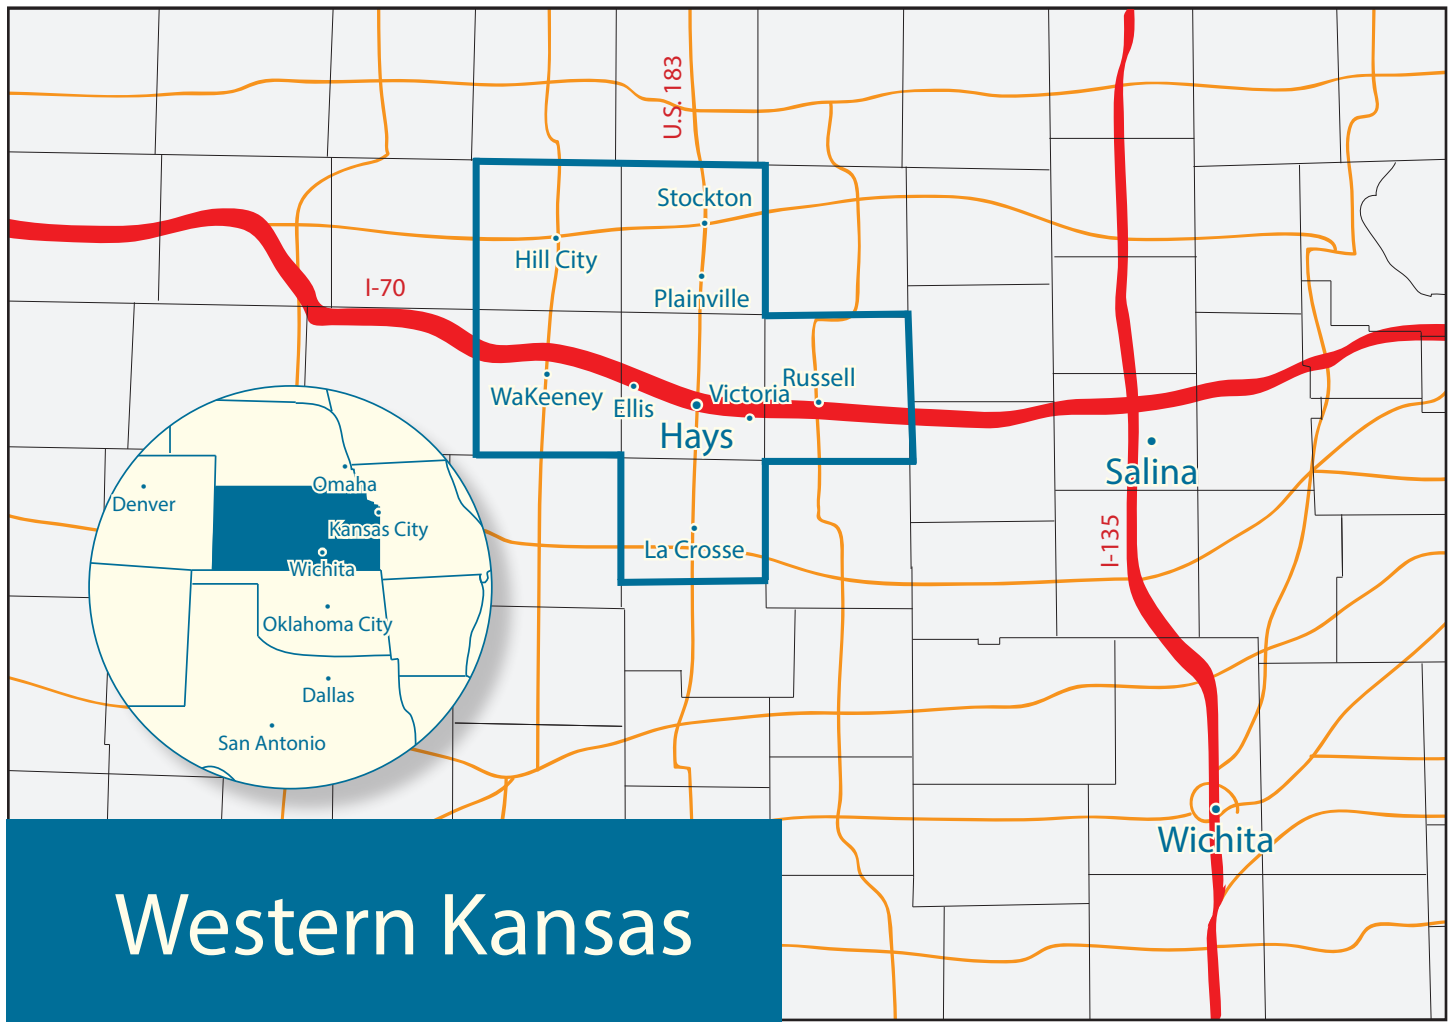 U.S. 183
Stockton
Hill City
I-70
Plainville
Russell
Victoria
WaKeeney
Ellis
Hays
Salina
I-135
La Crosse
Omaha
Denver
Kansas City
Wichita
Oklahoma City
Dallas
San Antonio
Wichita
Western Kansas